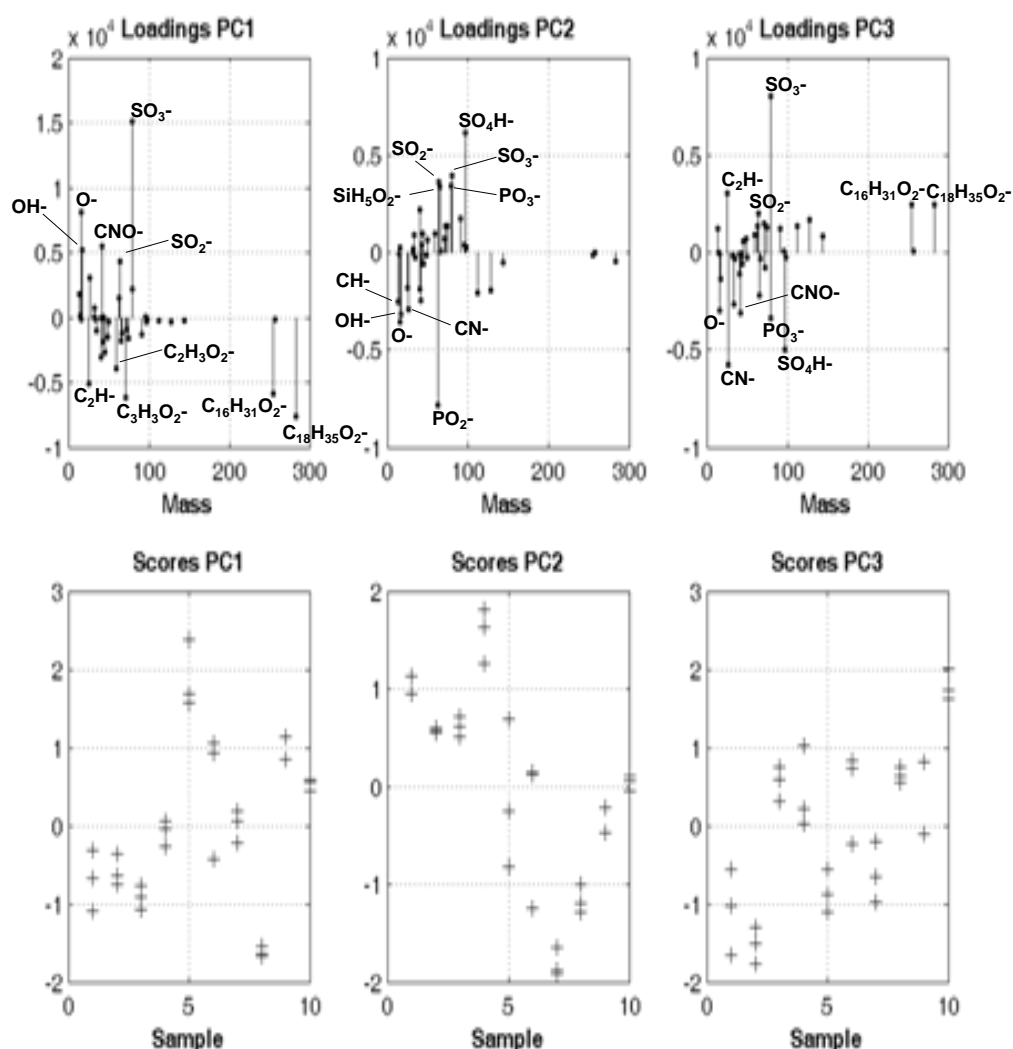 x 10⁴ Loadings PC1
2
1.5
1
0.5
0
-0.5
-1
0 100 200 300
Mass
SO₃-
O-
OH-
CNO-
SO₂-
C₂H₃O₂-
C₂H-
C₃H₃O₂-
C₁₆H₃₁O₂-
C₁₈H₃₅O₂-
x 10⁴ Loadings PC2
1
0.5
0
-0.5
-1
0 100 200 300
Mass
SO₄H-
SO₂-
SO₃-
SiH₅O₂-
PO₃-
CH-
OH-
CN-
O-
PO₂-
x 10⁴ Loadings PC3
1
0.5
0
-0.5
-1
0 100 200 300
Mass
SO₃-
C₂H-
SO₂-
C₁₆H₃₁O₂-
C₁₈H₃₅O₂-
CNO-
O-
PO₃-
CN-
SO₄H-
Scores PC1
3
2
1
0
-1
-2
0 5 10
Sample
Scores PC2
2
1
0
-1
-2
0 5 10
Sample
Scores PC3
3
2
1
0
-1
-2
0 5 10
Sample